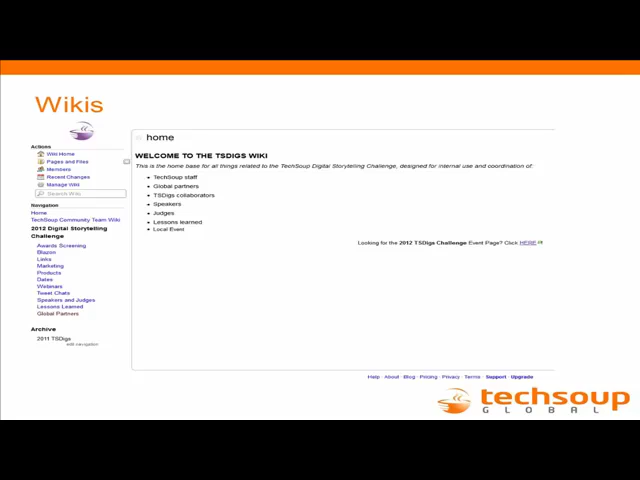 Wikis
Actions
Wiki Home
Pages and Files
Members
Recent Changes
Manage Wiki
Search Wiki
Navigation
Home
TechSoup Community Team Wiki
2012 Digital Storytelling
Challenge
Awards Screening
Blazon
Links
Marketing
Products
Dates
Webinars
Tweet Chats
Speakers and Judges
Lessons Learned
Global Partners
Archive
2011 TSDigs
edit navigation
home
WELCOME TO THE TSDIGS WIKI
This is the home base for all things related to the TechSoup Digital Storytelling Challenge, designed for internal use and coordination of:
TechSoup staff
Global partners
TSDigs collaborators
Speakers
Judges
Lessons learned
Local Event
Looking for the 2012 TSDigs Challenge Event Page? Click HERE
Help · About · Blog · Pricing · Privacy · Terms · Support · Upgrade
techsoup
GLOBAL